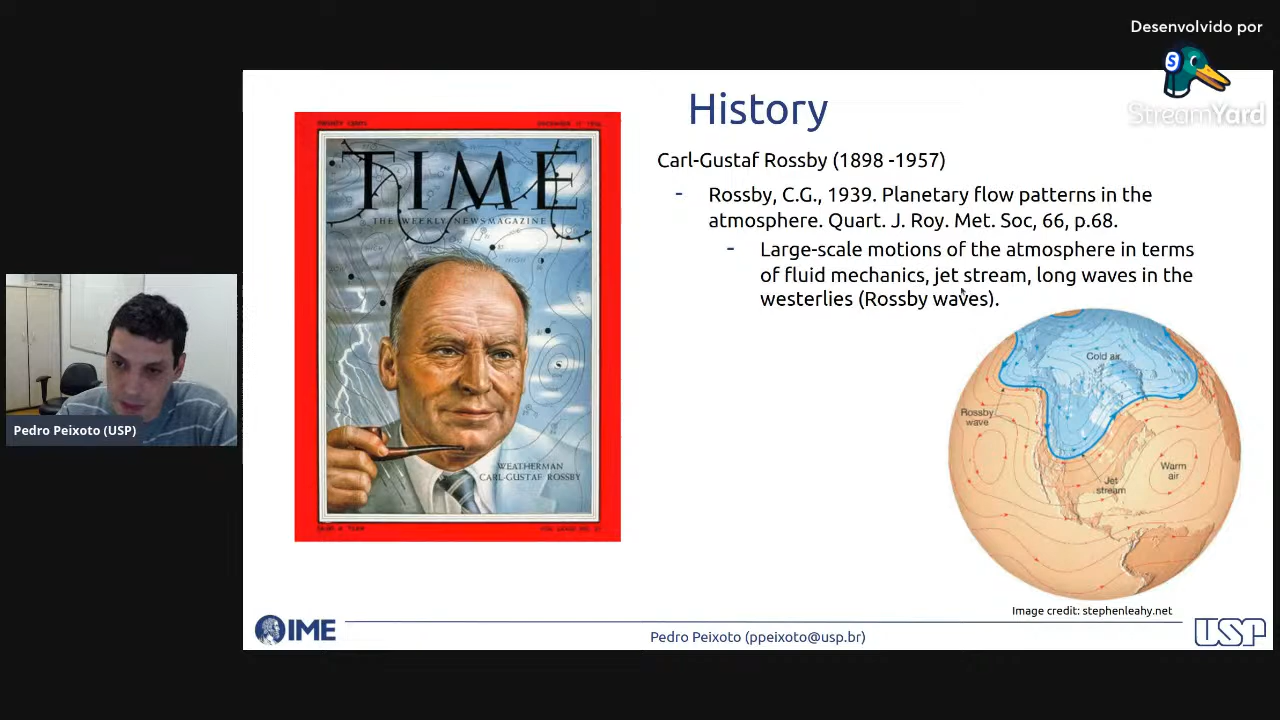 Desenvolvido por
S
StreamYard
History
Carl-Gustaf Rossby (1898 -1957)
- Rossby, C.G., 1939. Planetary flow patterns in the
atmosphere. Quart. J. Roy. Met. Soc, 66, p.68.
- Large-scale motions of the atmosphere in terms
of fluid mechanics, jet stream, long waves in the
westerlies (Rossby waves).
TWENTY CENTS
TIME
THE WEEKLY NEWSMAGAZINE
WEATHERMAN
CARL-GUSTAF ROSSBY
Cold air
Rossby
wave
Warm
air
Jet
stream
Image credit: stephenleahy.net
Pedro Peixoto (USP)
IME
Pedro Peixoto (ppeixoto@usp.br)
USP